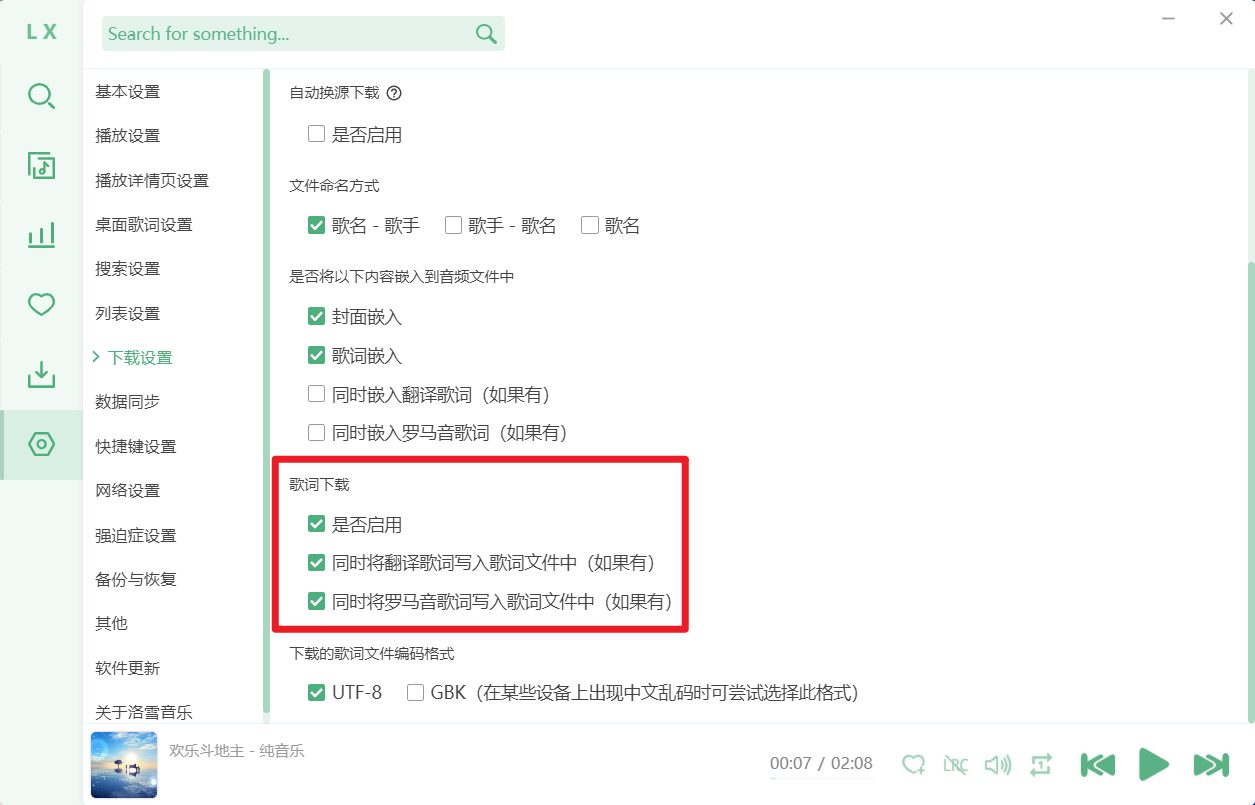 L X
Search for something...
基本设置
播放设置
播放详情页设置
桌面歌词设置
搜索设置
列表设置
下载设置
数据同步
快捷键设置
网络设置
强迫症设置
备份与恢复
其他
软件更新
关于洛雪音乐
自动换源下载
是否启用
文件命名方式
歌名 - 歌手 歌手 - 歌名 歌名
是否将以下内容嵌入到音频文件中
封面嵌入
歌词嵌入
同时嵌入翻译歌词（如果有）
同时嵌入罗马音歌词（如果有）
歌词下载
是否启用
同时将翻译歌词写入歌词文件中（如果有）
同时将罗马音歌词写入歌词文件中（如果有）
下载的歌词文件编码格式
UTF-8 GBK（在某些设备上出现中文乱码时可尝试选择此格式）
欢乐斗地主 - 纯音乐
00:07 / 02:08
LRC
1